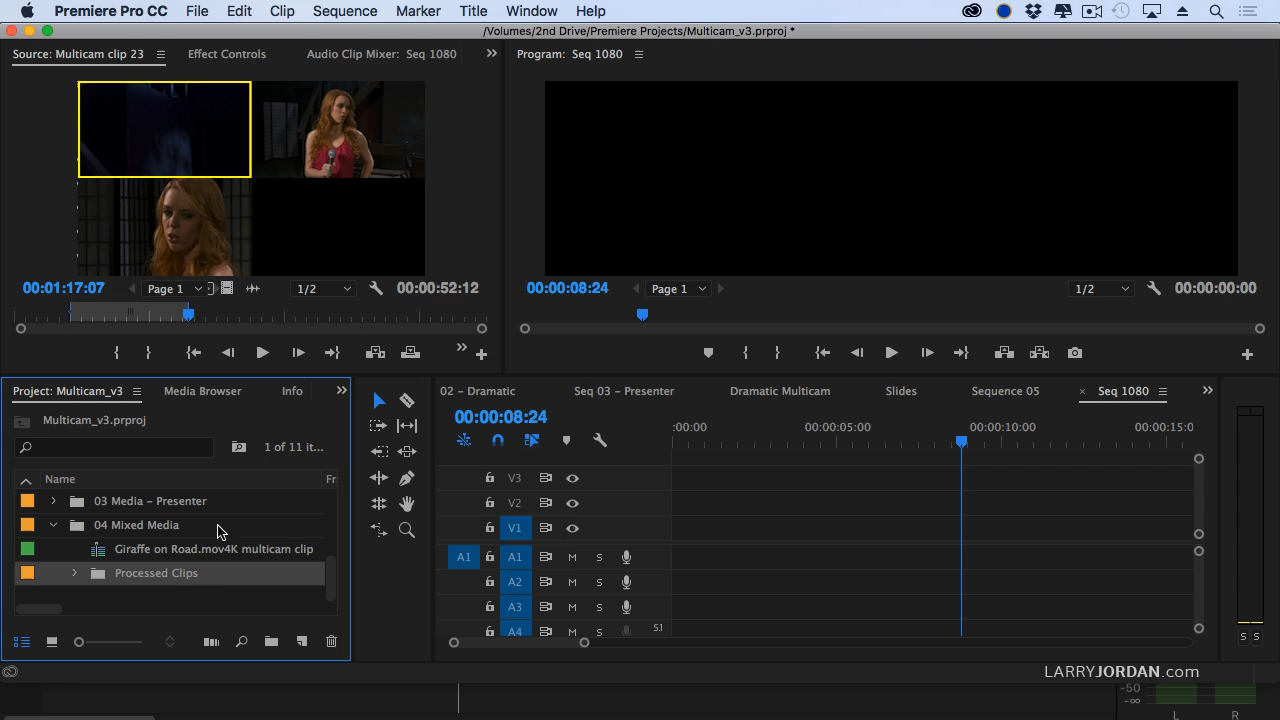 Premiere Pro CC File Edit Clip Sequence Marker Title Window Help
/Volumes/2nd Drive/Premiere Projects/Multicam_v3.prproj *
Source: Multicam clip 23 Effect Controls Audio Clip Mixer: Seq 1080
Program: Seq 1080
00:01:17:07 Page 1 1/2 00:00:52:12
00:00:08:24 Page 1 1/2 00:00:00:00
Project: Multicam_v3 Media Browser Info
02 - Dramatic Seq 03 - Presenter Dramatic Multicam Slides Sequence 05 × Seq 1080
Multicam_v3.prproj
00:00:08:24
1 of 11 it...
:00:00 00:00:05:00 00:00:10:00 00:00:15:0
Name Fr
03 Media - Presenter
04 Mixed Media
Giraffe on Road.mov4K multicam clip
Processed Clips
V3
V2
V1
A1 A1 M S
A2 M S
A3 M S
A4 M S 5.1
S S
LARRYJORDAN.com
-50
-∞
L R